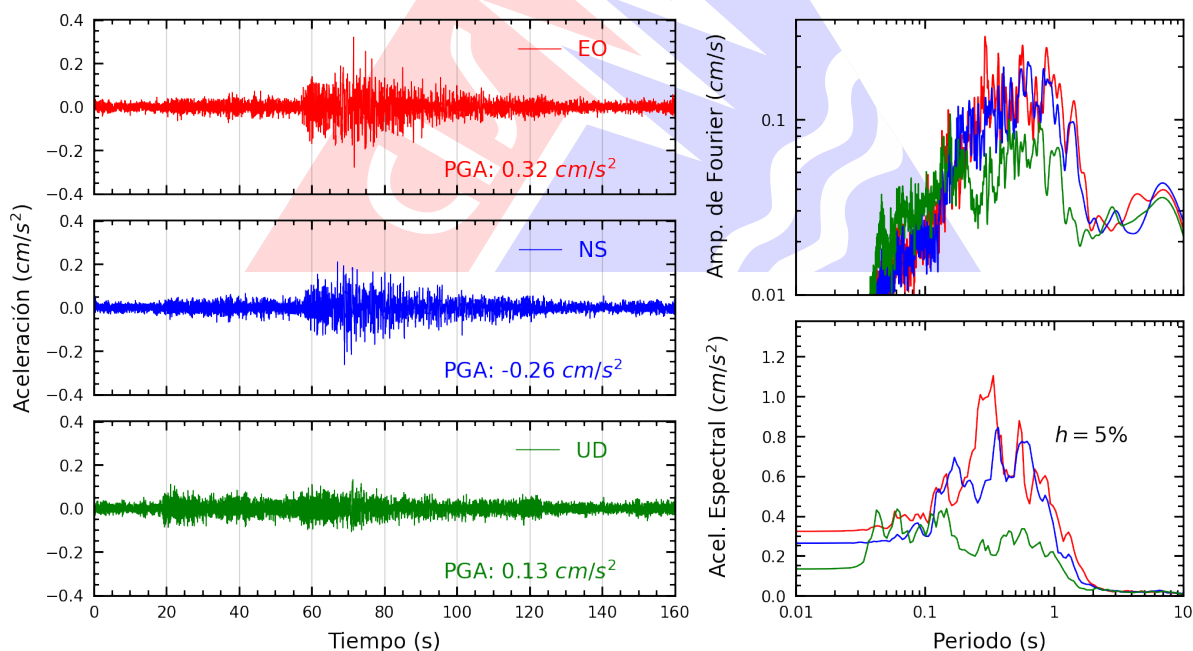 Aceleración (cm/s²)
0.4
0.2
0.0
−0.2
−0.4
EO
PGA: 0.32 cm/s²
0.4
0.2
0.0
−0.2
−0.4
NS
PGA: -0.26 cm/s²
0.4
0.2
0.0
−0.2
−0.4
UD
PGA: 0.13 cm/s²
0 20 40 60 80 100 120 140 160
Tiempo (s)
Amp. de Fourier (cm/s)
0.1
0.01
Acel. Espectral (cm/s²)
1.2
1.0
0.8
0.6
0.4
0.2
0.0
h = 5%
0.01 0.1 1 10
Periodo (s)